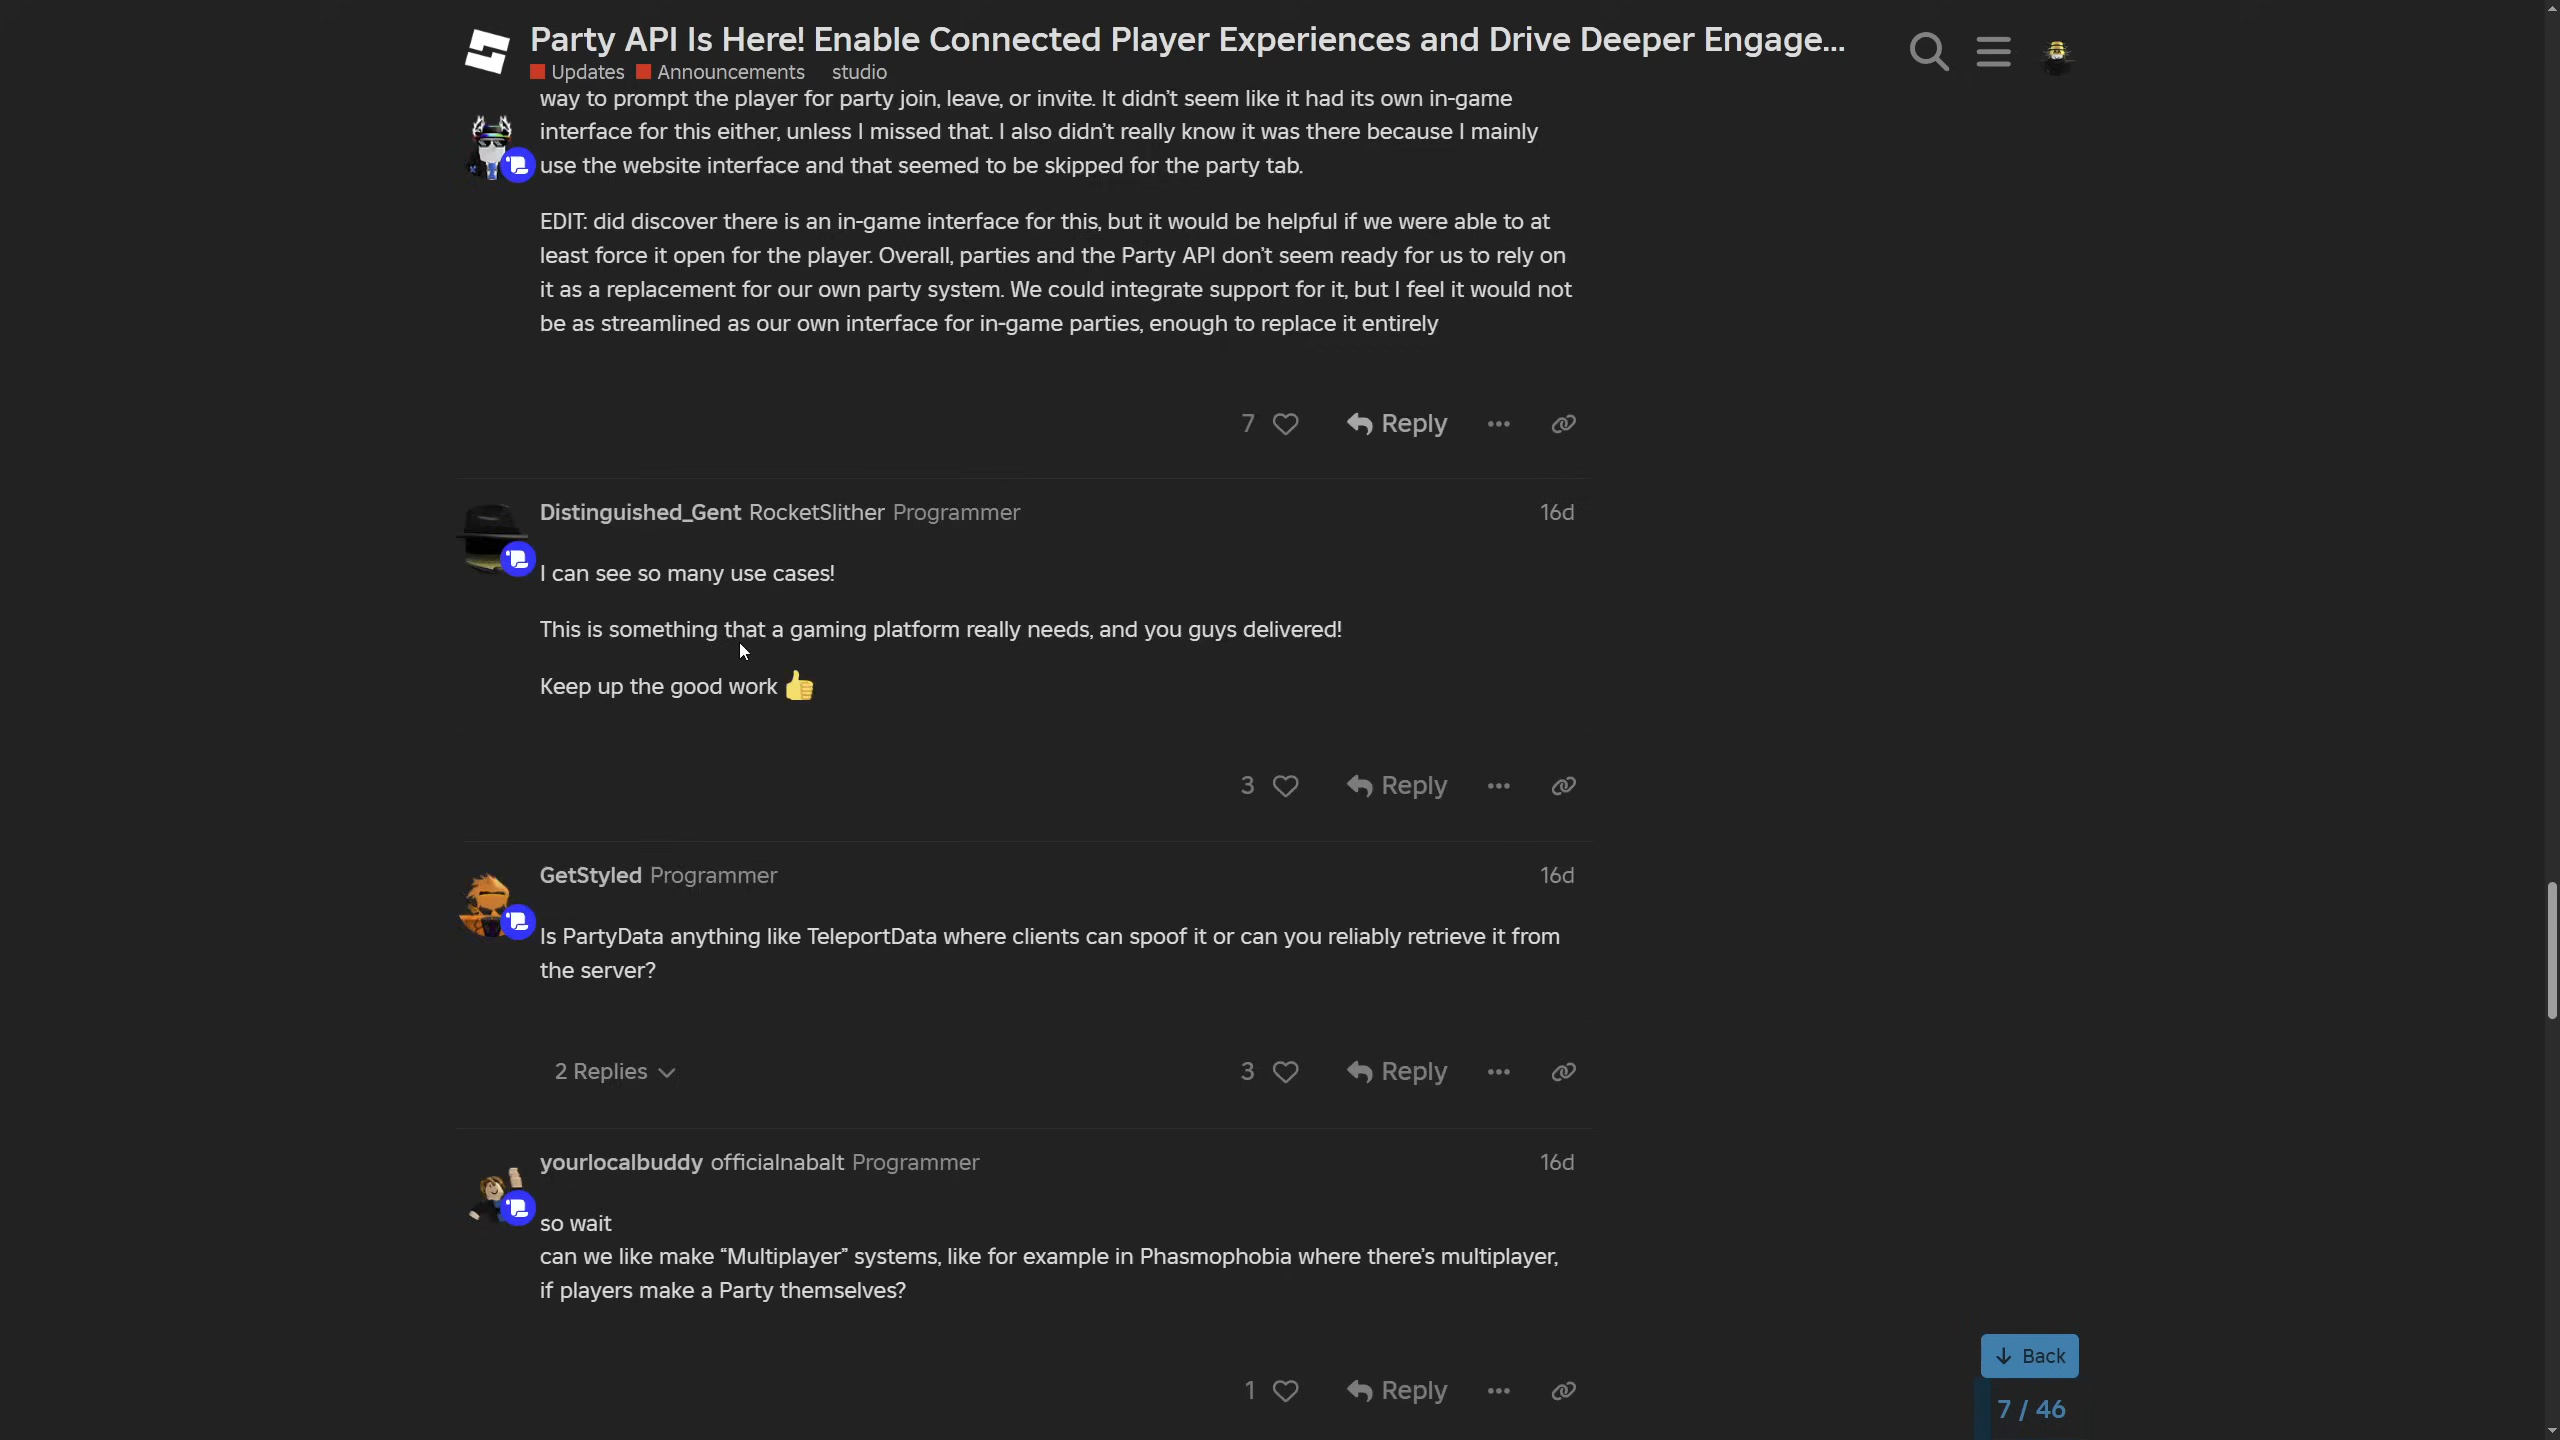 Party API Is Here! Enable Connected Player Experiences and Drive Deeper Engage...
Updates Announcements studio
way to prompt the player for party join, leave, or invite. It didn’t seem like it had its own in-game
interface for this either, unless I missed that. I also didn’t really know it was there because I mainly
use the website interface and that seemed to be skipped for the party tab.
EDIT: did discover there is an in-game interface for this, but it would be helpful if we were able to at
least force it open for the player. Overall, parties and the Party API don’t seem ready for us to rely on
it as a replacement for our own party system. We could integrate support for it, but I feel it would not
be as streamlined as our own interface for in-game parties, enough to replace it entirely
7 Reply
Distinguished_Gent RocketSlither Programmer 16d
I can see so many use cases!
This is something that a gaming platform really needs, and you guys delivered!
Keep up the good work 👍
3 Reply
GetStyled Programmer 16d
Is PartyData anything like TeleportData where clients can spoof it or can you reliably retrieve it from
the server?
2 Replies 3 Reply
yourlocalbuddy officialnabalt Programmer 16d
so wait
can we like make “Multiplayer” systems, like for example in Phasmophobia where there’s multiplayer,
if players make a Party themselves?
Back
1 Reply
7 / 46